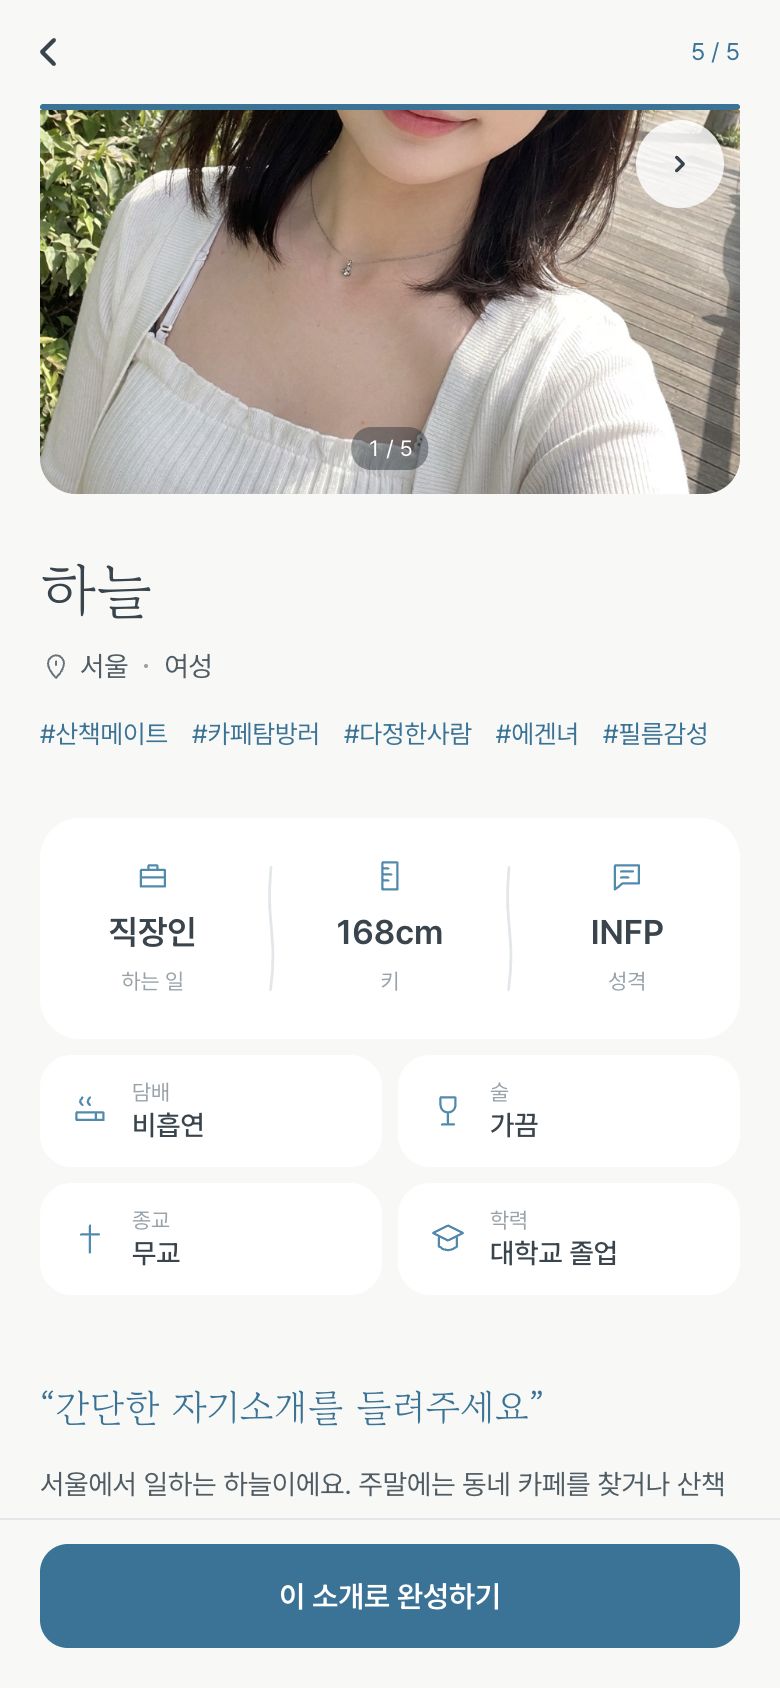 5 / 5
1 / 5
하늘
서울 · 여성
#산책메이트 #카페탐방러 #다정한사람 #에겐녀 #필름감성
직장인 168cm INFP
하는 일 키 성격
담배
비흡연
술
가끔
종교
무교
학력
대학교 졸업
“간단한 자기소개를 들려주세요”
서울에서 일하는 하늘이에요. 주말에는 동네 카페를 찾거나 산책
이 소개로 완성하기